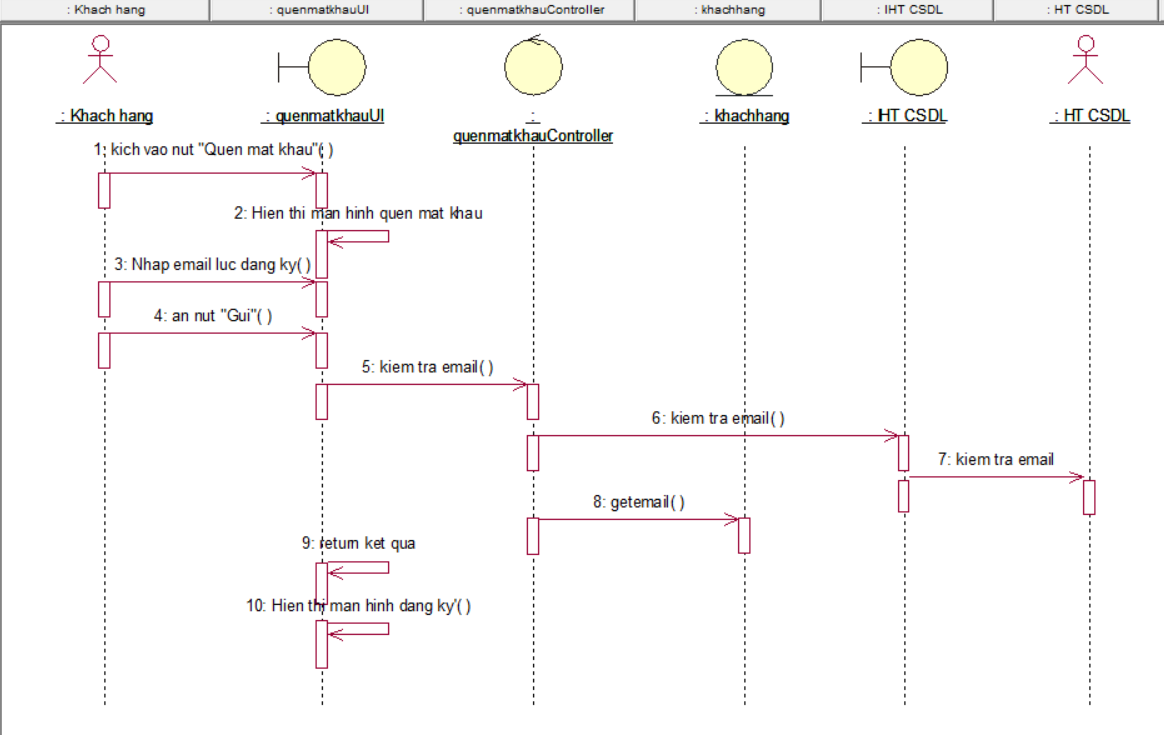 : Khach hang
: quenmatkhauUI
: quenmatkhauController
: khachhang
: IHT CSDL
: HT CSDL
: Khach hang
: quenmatkhauUI
:
quenmatkhauController
: khachhang
: IHT CSDL
: HT CSDL
1: kich vao nut "Quen mat khau"( )
2: Hien thi man hinh quen mat khau
3: Nhap email luc dang ky( )
4: an nut "Gui"( )
5: kiem tra email( )
6: kiem tra email( )
7: kiem tra email
8: getemail( )
9: return ket qua
10: Hien thi man hinh dang ky'( )